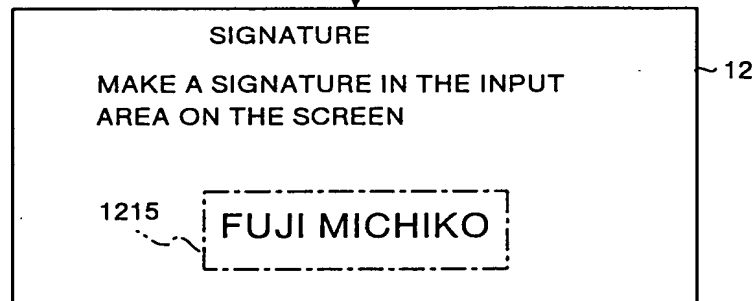 SIGNATURE
MAKE A SIGNATURE IN THE INPUT
AREA ON THE SCREEN
12
1215
FUJI MICHIKO